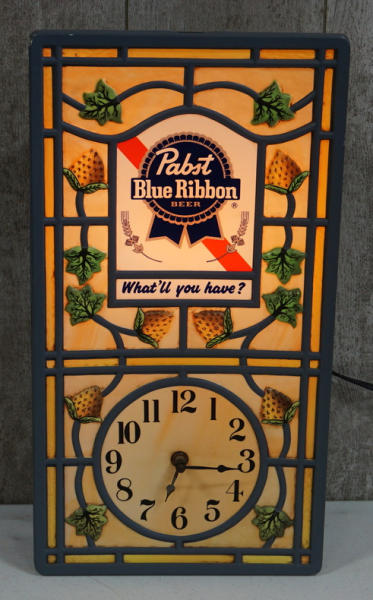 Pabst
Blue Ribbon
BEER
®
What'll you have?
11 12 1
10 2
9 3
8 4
7 6 5